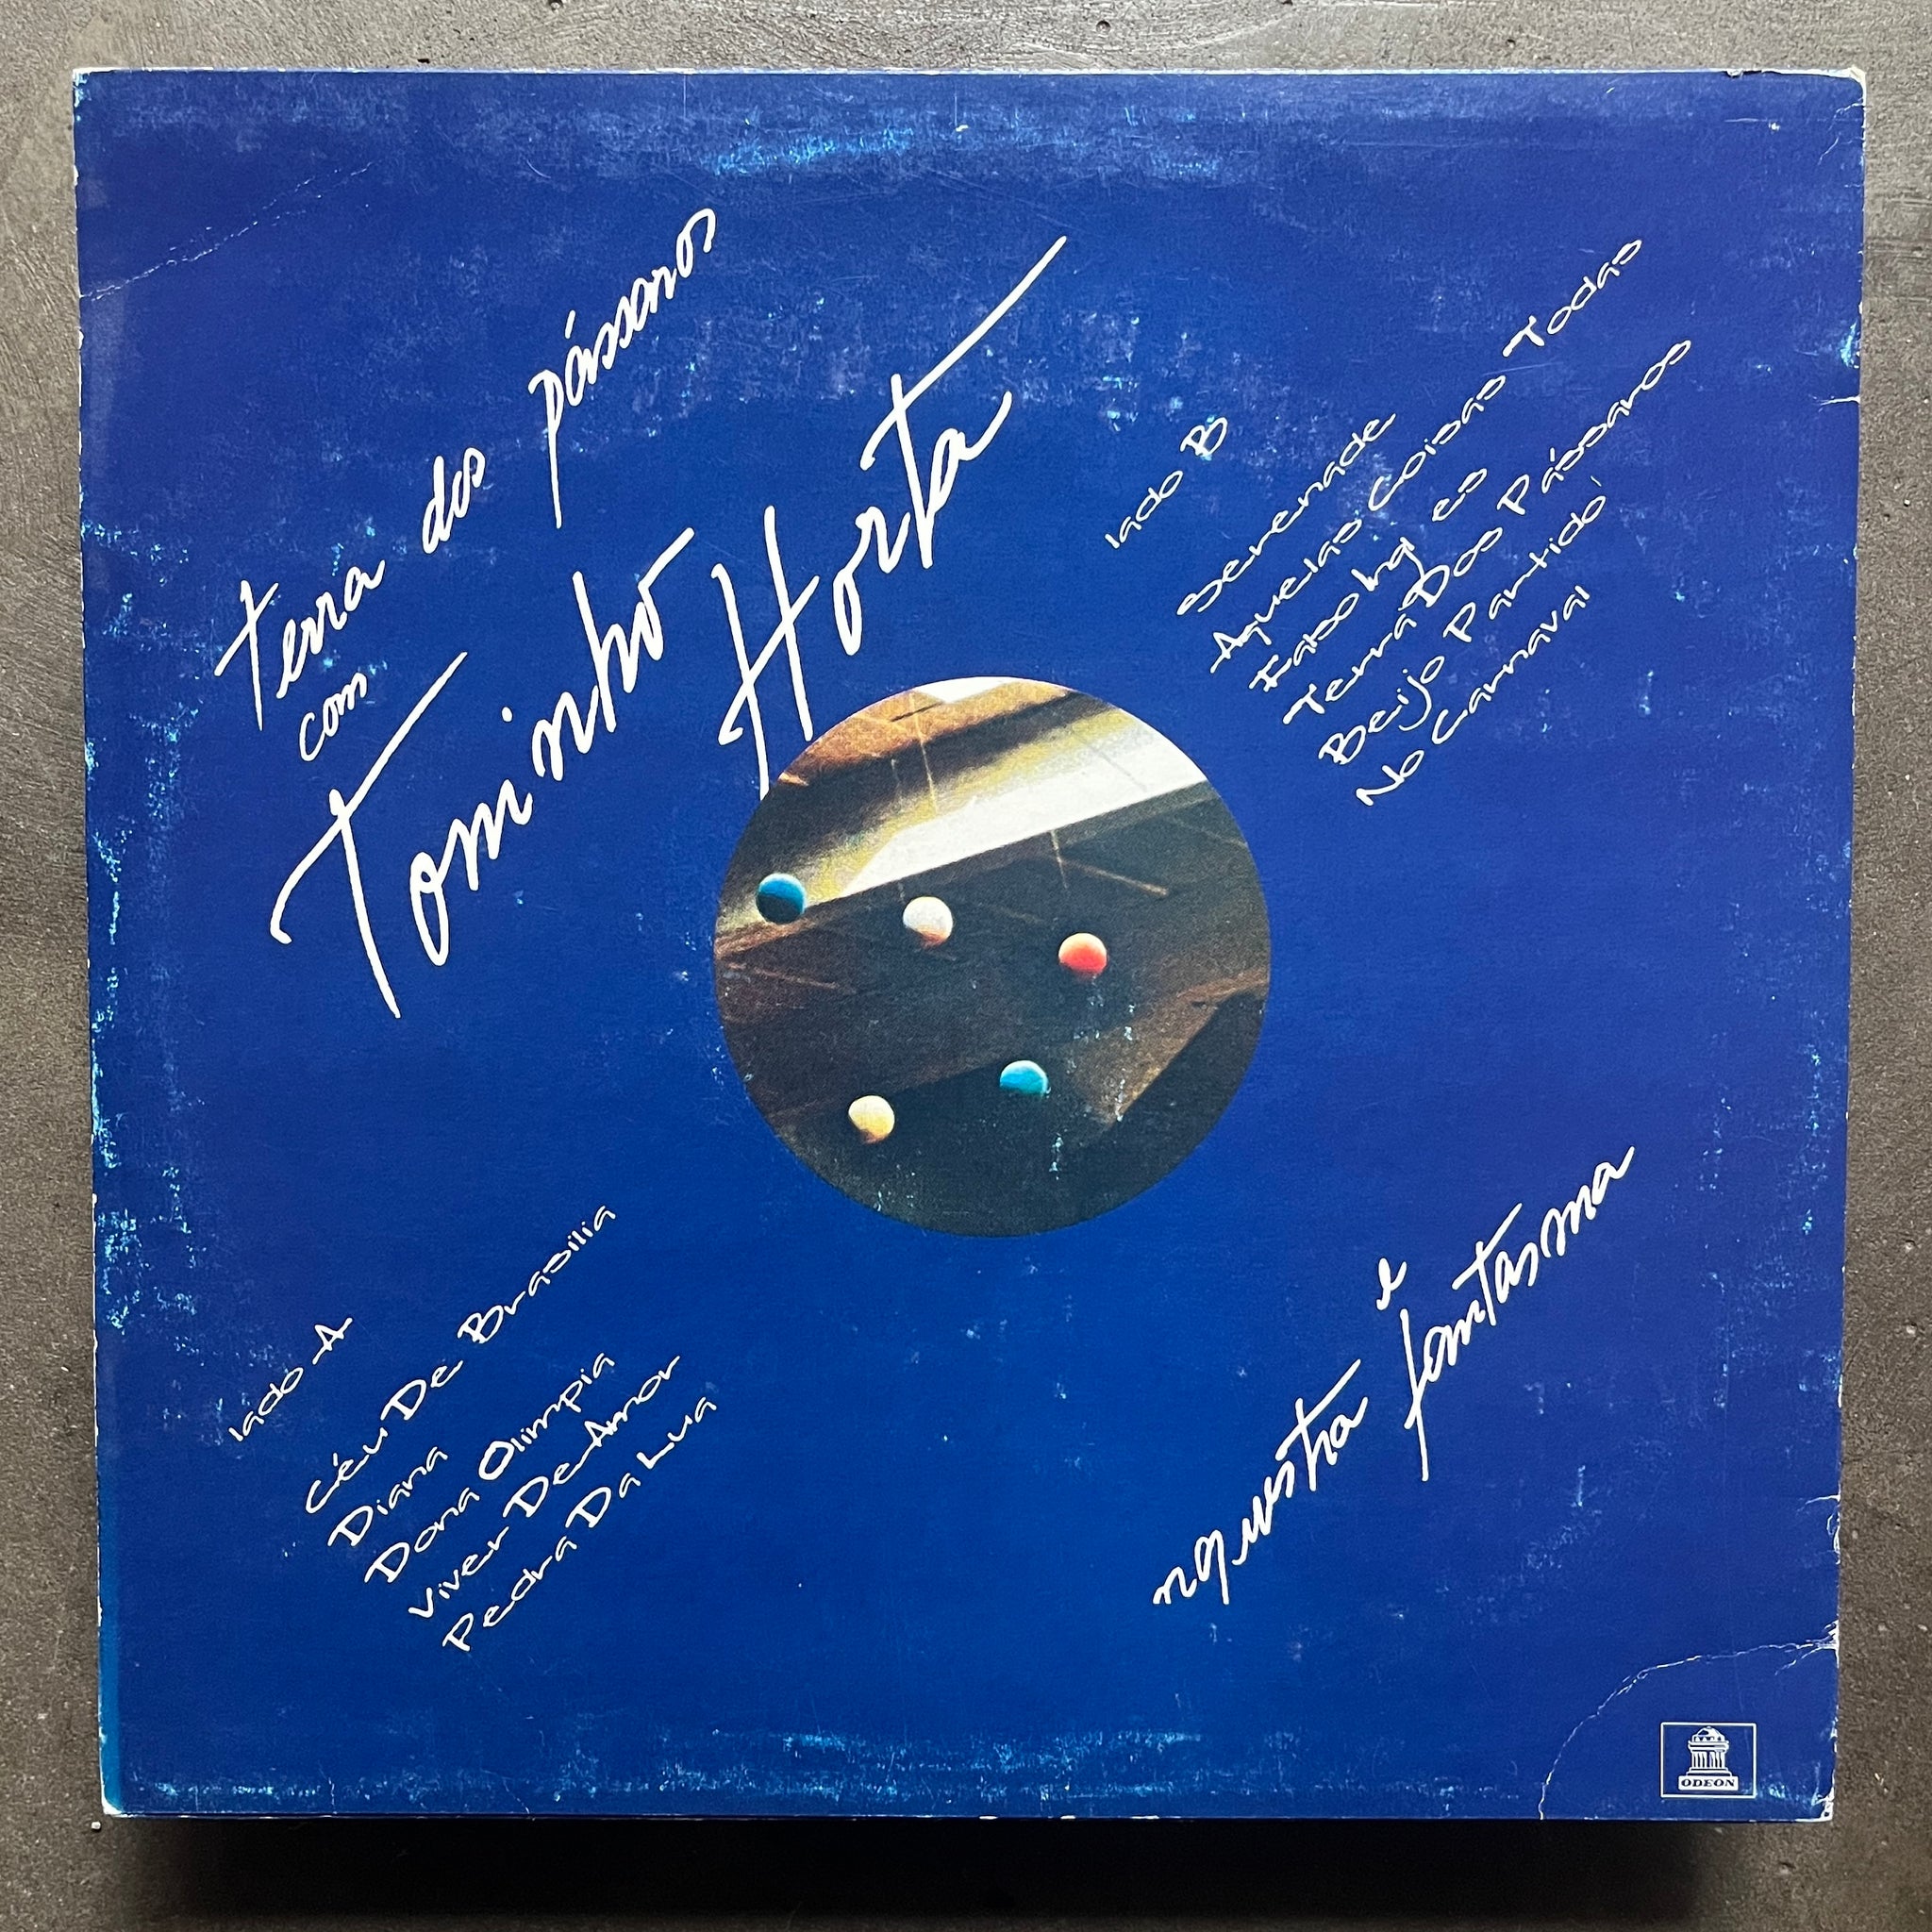 terra dos pássaros
com
Toninho Horta
lado B
Serenade
Aquelas Coisas Todas
Falso Inglês
Terra Dos Pássaros
Beijo Partido
No Carnaval
lado A
Céu De Brasília
Diana
Dona Olímpia
Viver De Amor
Pedra Da Lua
e
rquestra fantasma
ODEON